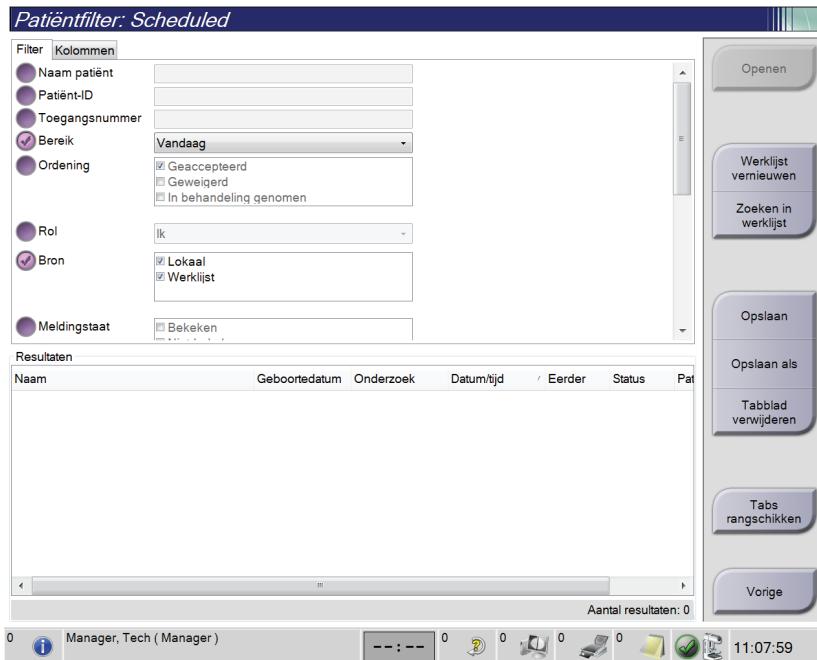 Patiëntfilter: Scheduled
Filter Kolommen
Naam patiënt
Patiënt-ID
Toegangsnummer
Bereik Vandaag
Ordening Geaccepteerd
Geweigerd
In behandeling genomen
Rol Ik
Bron Lokaal
Werklijst
Meldingstaat Bekeken
Resultaten
Naam Geboortedatum Onderzoek Datum/tijd / Eerder Status Pat
Aantal resultaten: 0
Openen
Werklijst
vernieuwen
Zoeken in
werklijst
Opslaan
Opslaan als
Tabblad
verwijderen
Tabs
rangschikken
Vorige
0 Manager, Tech ( Manager ) --:-- 0 0 0 0 11:07:59